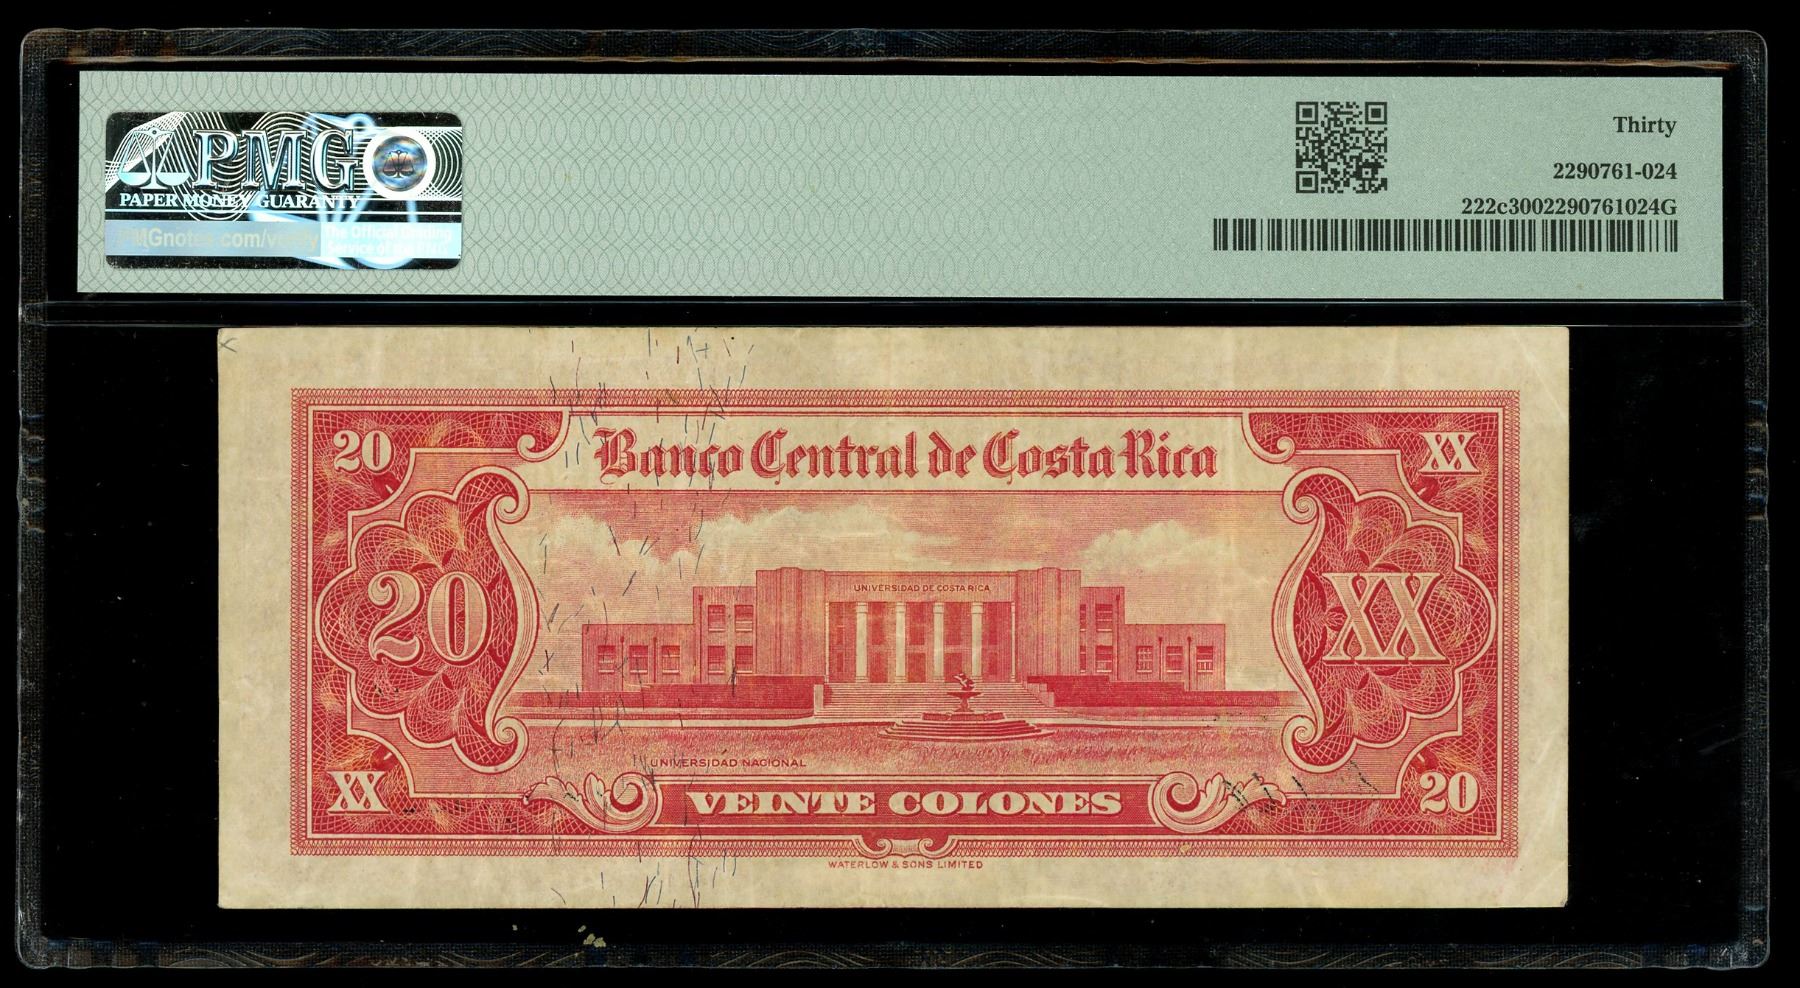 PMG
PAPER MONEY GUARANTY
PMGnotes.com/verify
The Official Grading
Service of the PNG
Thirty
2290761-024
222c3002290761024G
20
XX
Banco Central de Costa Rica
20
XX
UNIVERSIDAD DE COSTA RICA
UNIVERSIDAD NACIONAL
XX
20
VEINTE COLONES
WATERLOW & SONS LIMITED